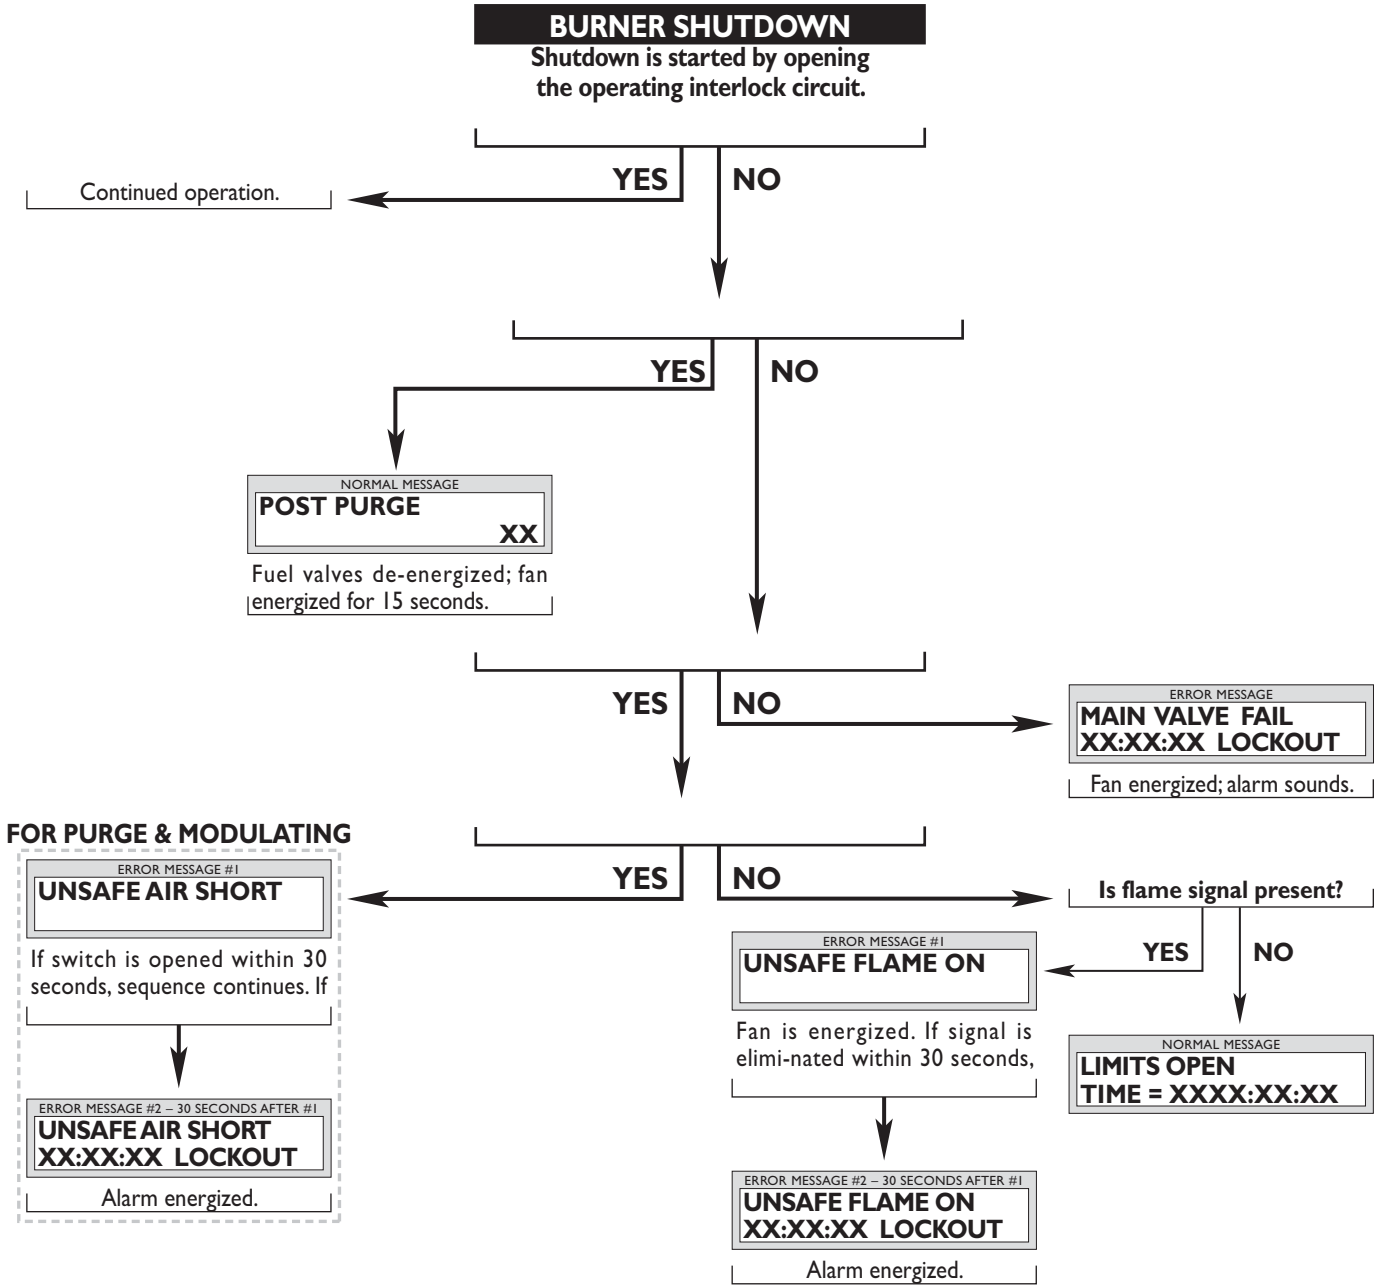 BURNER SHUTDOWN
Shutdown is started by opening
the operating interlock circuit.
YES
NO
Continued operation.
YES
NO
NORMAL MESSAGE
POST PURGE
XX
Fuel valves de-energized; fan
energized for 15 seconds.
YES
NO
ERROR MESSAGE
MAIN VALVE FAIL
XX:XX:XX LOCKOUT
Fan energized; alarm sounds.
FOR PURGE & MODULATING
ERROR MESSAGE #1
UNSAFE AIR SHORT
If switch is opened within 30
seconds, sequence continues. If
ERROR MESSAGE #2 – 30 SECONDS AFTER #1
UNSAFE AIR SHORT
XX:XX:XX LOCKOUT
Alarm energized.
YES
NO
Is flame signal present?
YES
NO
ERROR MESSAGE #1
UNSAFE FLAME ON
Fan is energized. If signal is
elimi-nated within 30 seconds,
ERROR MESSAGE #2 – 30 SECONDS AFTER #1
UNSAFE FLAME ON
XX:XX:XX LOCKOUT
Alarm energized.
NORMAL MESSAGE
LIMITS OPEN
TIME = XXXX:XX:XX